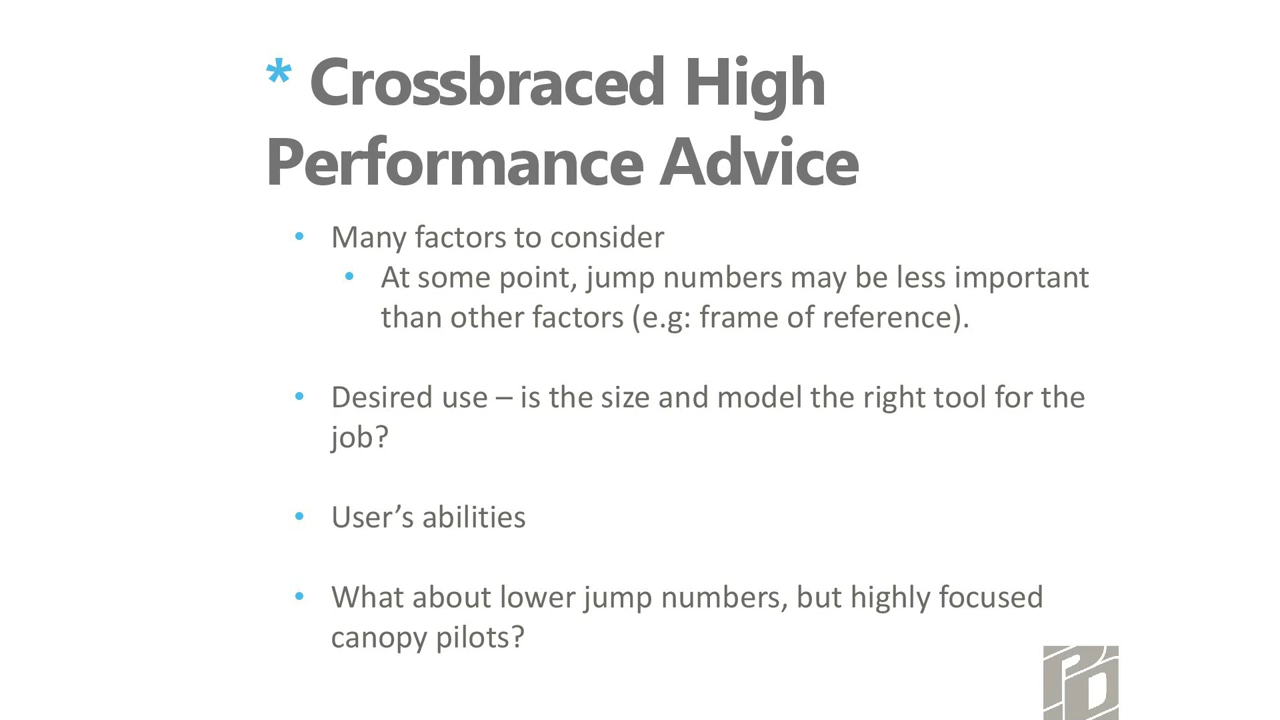 * Crossbraced High
Performance Advice
• Many factors to consider
• At some point, jump numbers may be less important
than other factors (e.g: frame of reference).
• Desired use – is the size and model the right tool for the
job?
• User’s abilities
• What about lower jump numbers, but highly focused
canopy pilots?
PD